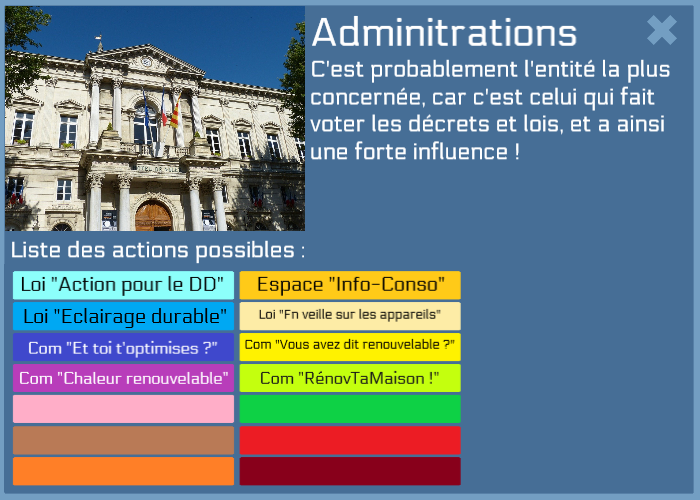 Adminitrations
C'est probablement l'entité la plus
concernée, car c'est celui qui fait
voter les décrets et lois, et a ainsi
une forte influence !
Liste des actions possibles :
Loi "Action pour le DD"
Espace "Info-Conso"
Loi "Eclairage durable"
Loi "Fn veille sur les appareils"
Com "Et toi t'optimises ?"
Com "Vous avez dit renouvelable ?"
Com "Chaleur renouvelable"
Com "RénovTaMaison !"